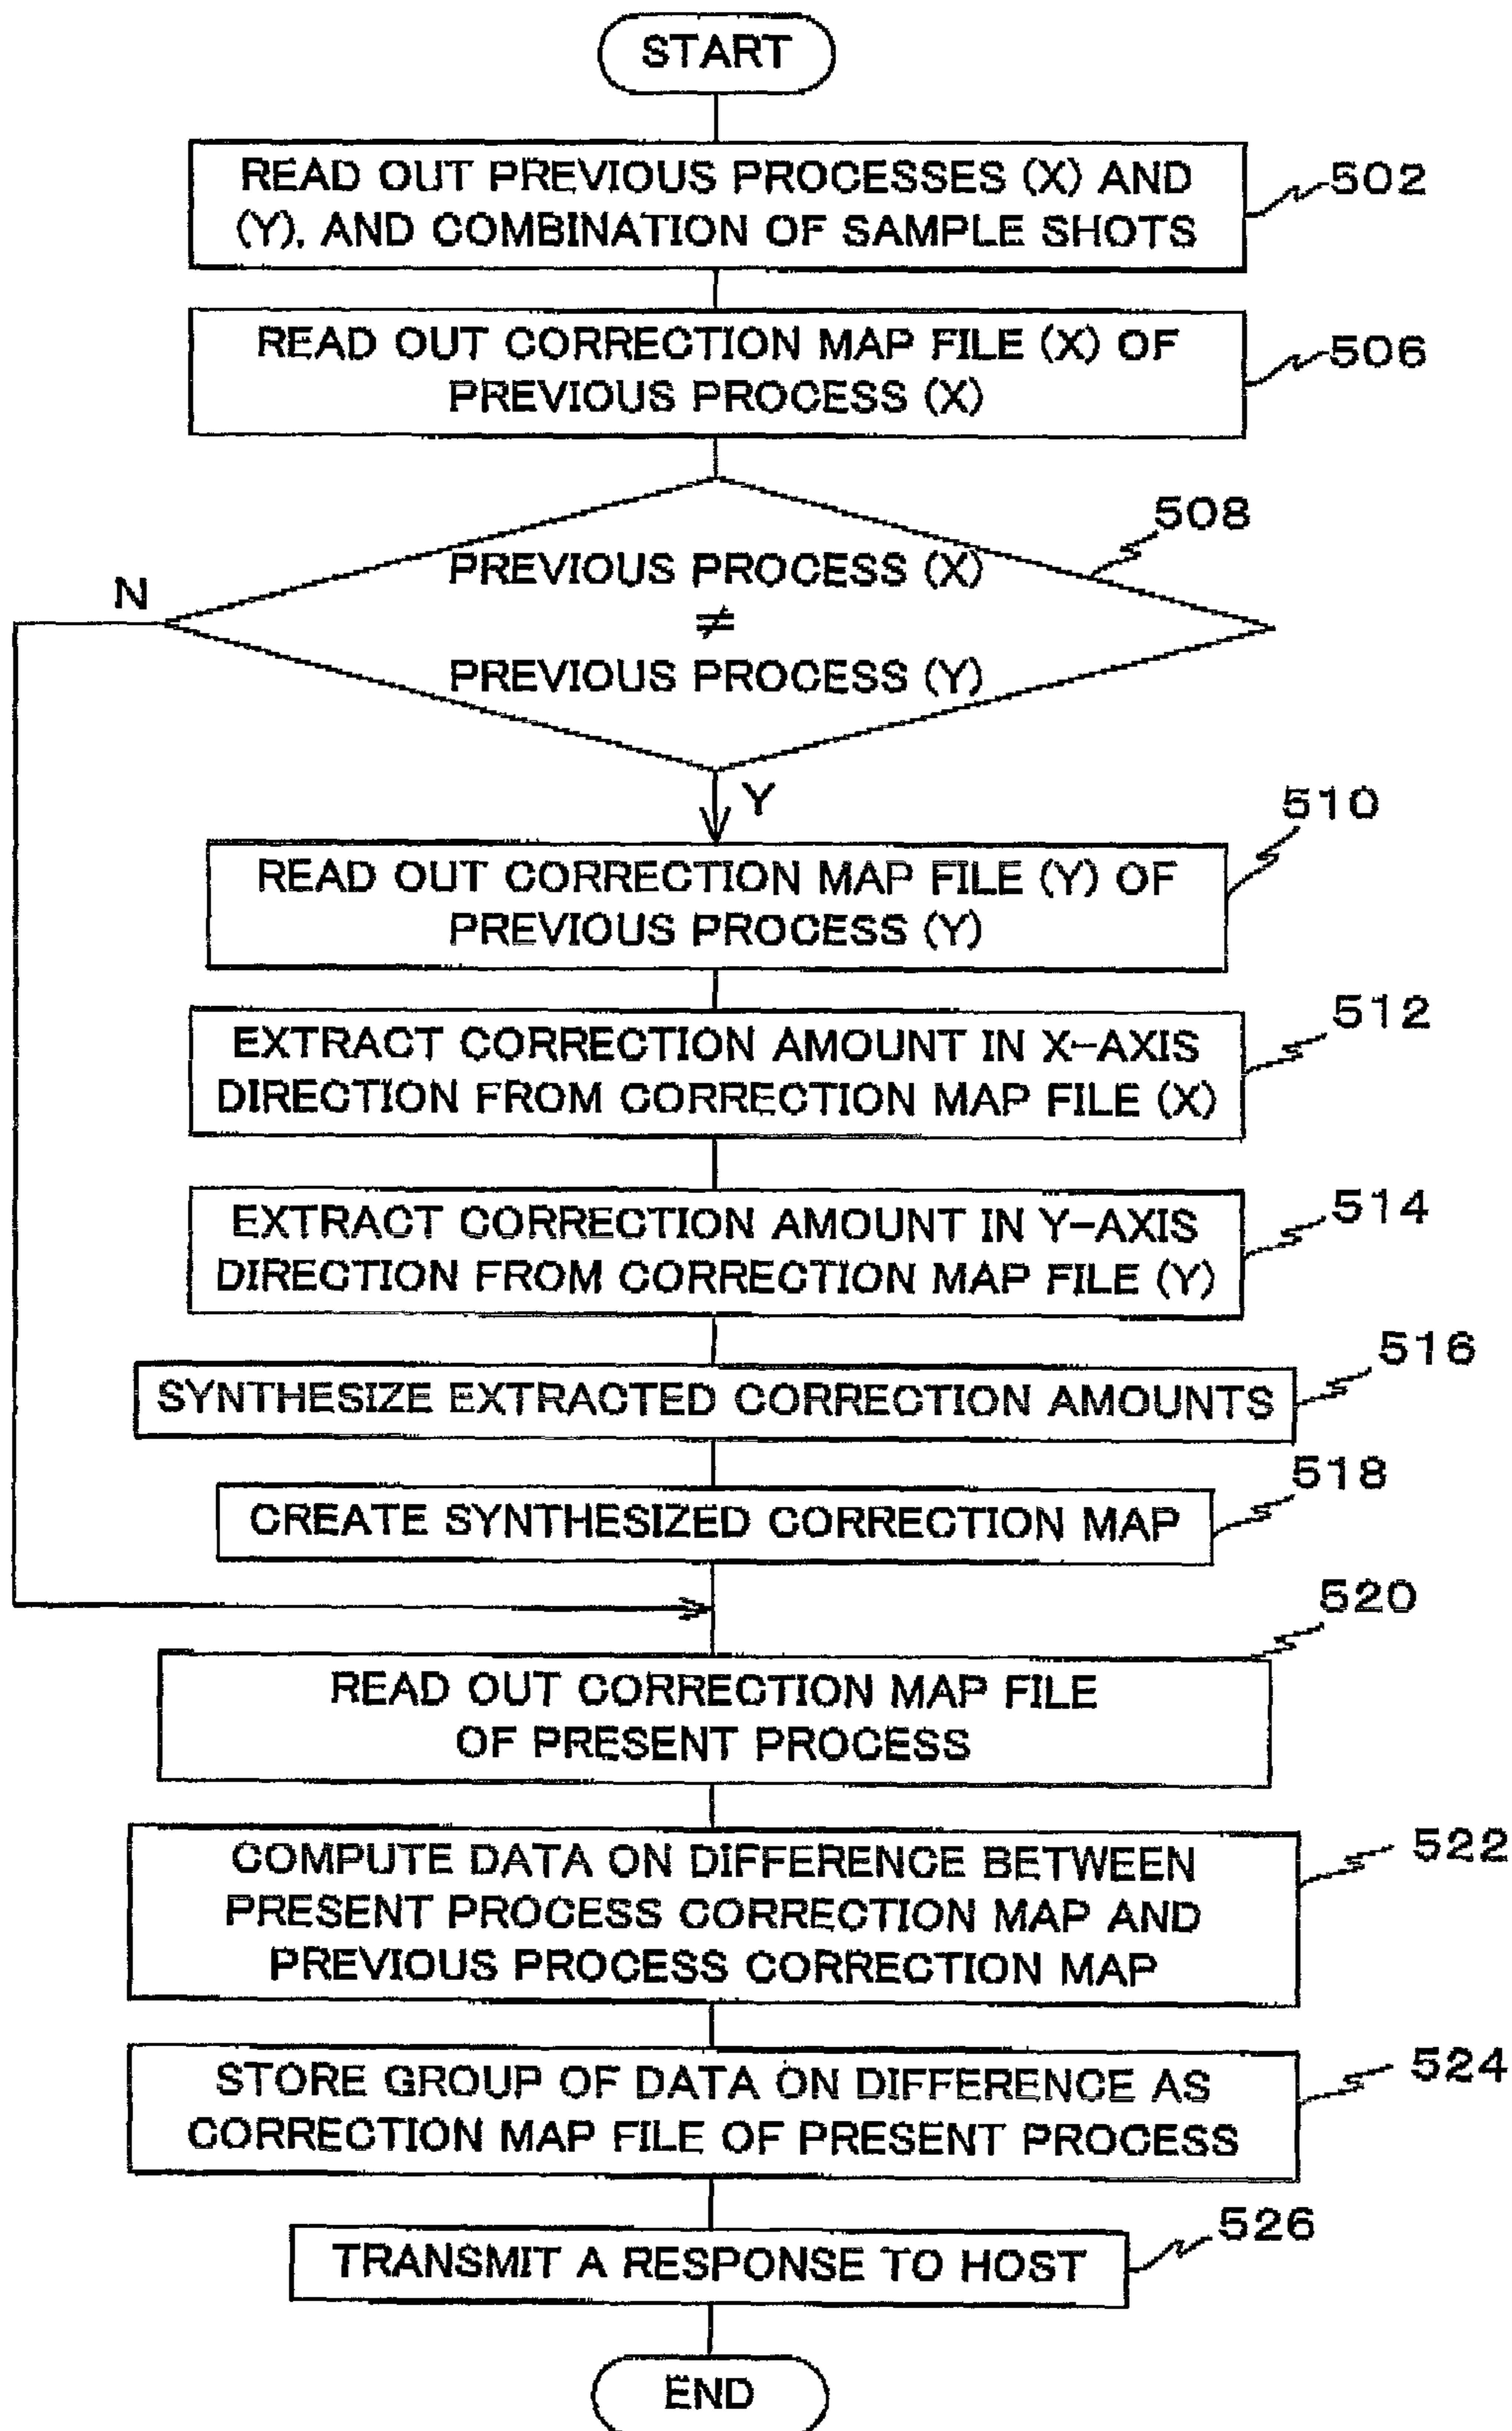 START
READ OUT PREVIOUS PROCESSES (X) AND
(Y), AND COMBINATION OF SAMPLE SHOTS
502
READ OUT CORRECTION MAP FILE (X) OF
PREVIOUS PROCESS (X)
506
508
PREVIOUS PROCESS (X)
≠
PREVIOUS PROCESS (Y)
N
Y
510
READ OUT CORRECTION MAP FILE (Y) OF
PREVIOUS PROCESS (Y)
512
EXTRACT CORRECTION AMOUNT IN X-AXIS
DIRECTION FROM CORRECTION MAP FILE (X)
514
EXTRACT CORRECTION AMOUNT IN Y-AXIS
DIRECTION FROM CORRECTION MAP FILE (Y)
516
SYNTHESIZE EXTRACTED CORRECTION AMOUNTS
518
CREATE SYNTHESIZED CORRECTION MAP
520
READ OUT CORRECTION MAP FILE
OF PRESENT PROCESS
522
COMPUTE DATA ON DIFFERENCE BETWEEN
PRESENT PROCESS CORRECTION MAP AND
PREVIOUS PROCESS CORRECTION MAP
524
STORE GROUP OF DATA ON DIFFERENCE AS
CORRECTION MAP FILE OF PRESENT PROCESS
526
TRANSMIT A RESPONSE TO HOST
END